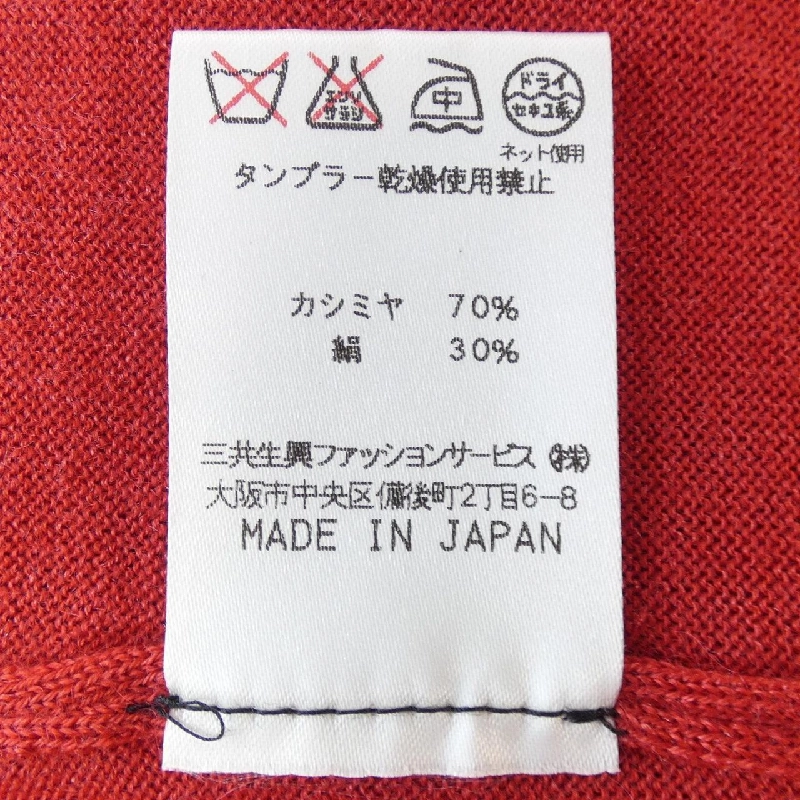 エンソ
サラシ
中
ドライ
セキユ系
ネット使用
タンブラー乾燥使用禁止
カシミヤ 70%
絹 30%
三共生興ファッションサービス ㈱
大阪市中央区備後町2丁目6-8
MADE IN JAPAN